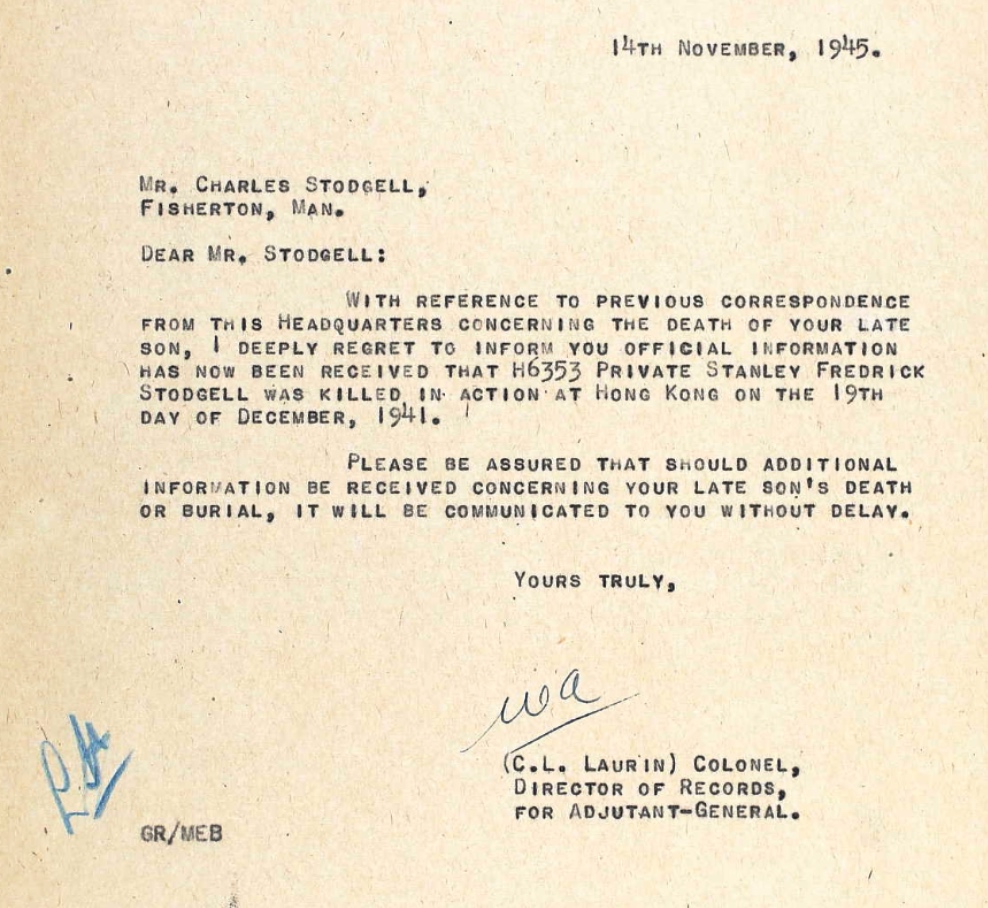 14TH NOVEMBER, 1945.
MR. CHARLES STODGELL,
FISHERTON, MAN.
DEAR MR. STODGELL:
WITH REFERENCE TO PREVIOUS CORRESPONDENCE
FROM THIS HEADQUARTERS CONCERNING THE DEATH OF YOUR LATE
SON, I DEEPLY REGRET TO INFORM YOU OFFICIAL INFORMATION
HAS NOW BEEN RECEIVED THAT H6353 PRIVATE STANLEY FREDRICK
STODGELL WAS KILLED IN ACTION AT HONG KONG ON THE 19TH
DAY OF DECEMBER, 1941.
PLEASE BE ASSURED THAT SHOULD ADDITIONAL
INFORMATION BE RECEIVED CONCERNING YOUR LATE SON'S DEATH
OR BURIAL, IT WILL BE COMMUNICATED TO YOU WITHOUT DELAY.
YOURS TRULY,
(C.L. LAURIN) COLONEL,
DIRECTOR OF RECORDS,
FOR ADJUTANT-GENERAL.
GR/MEB